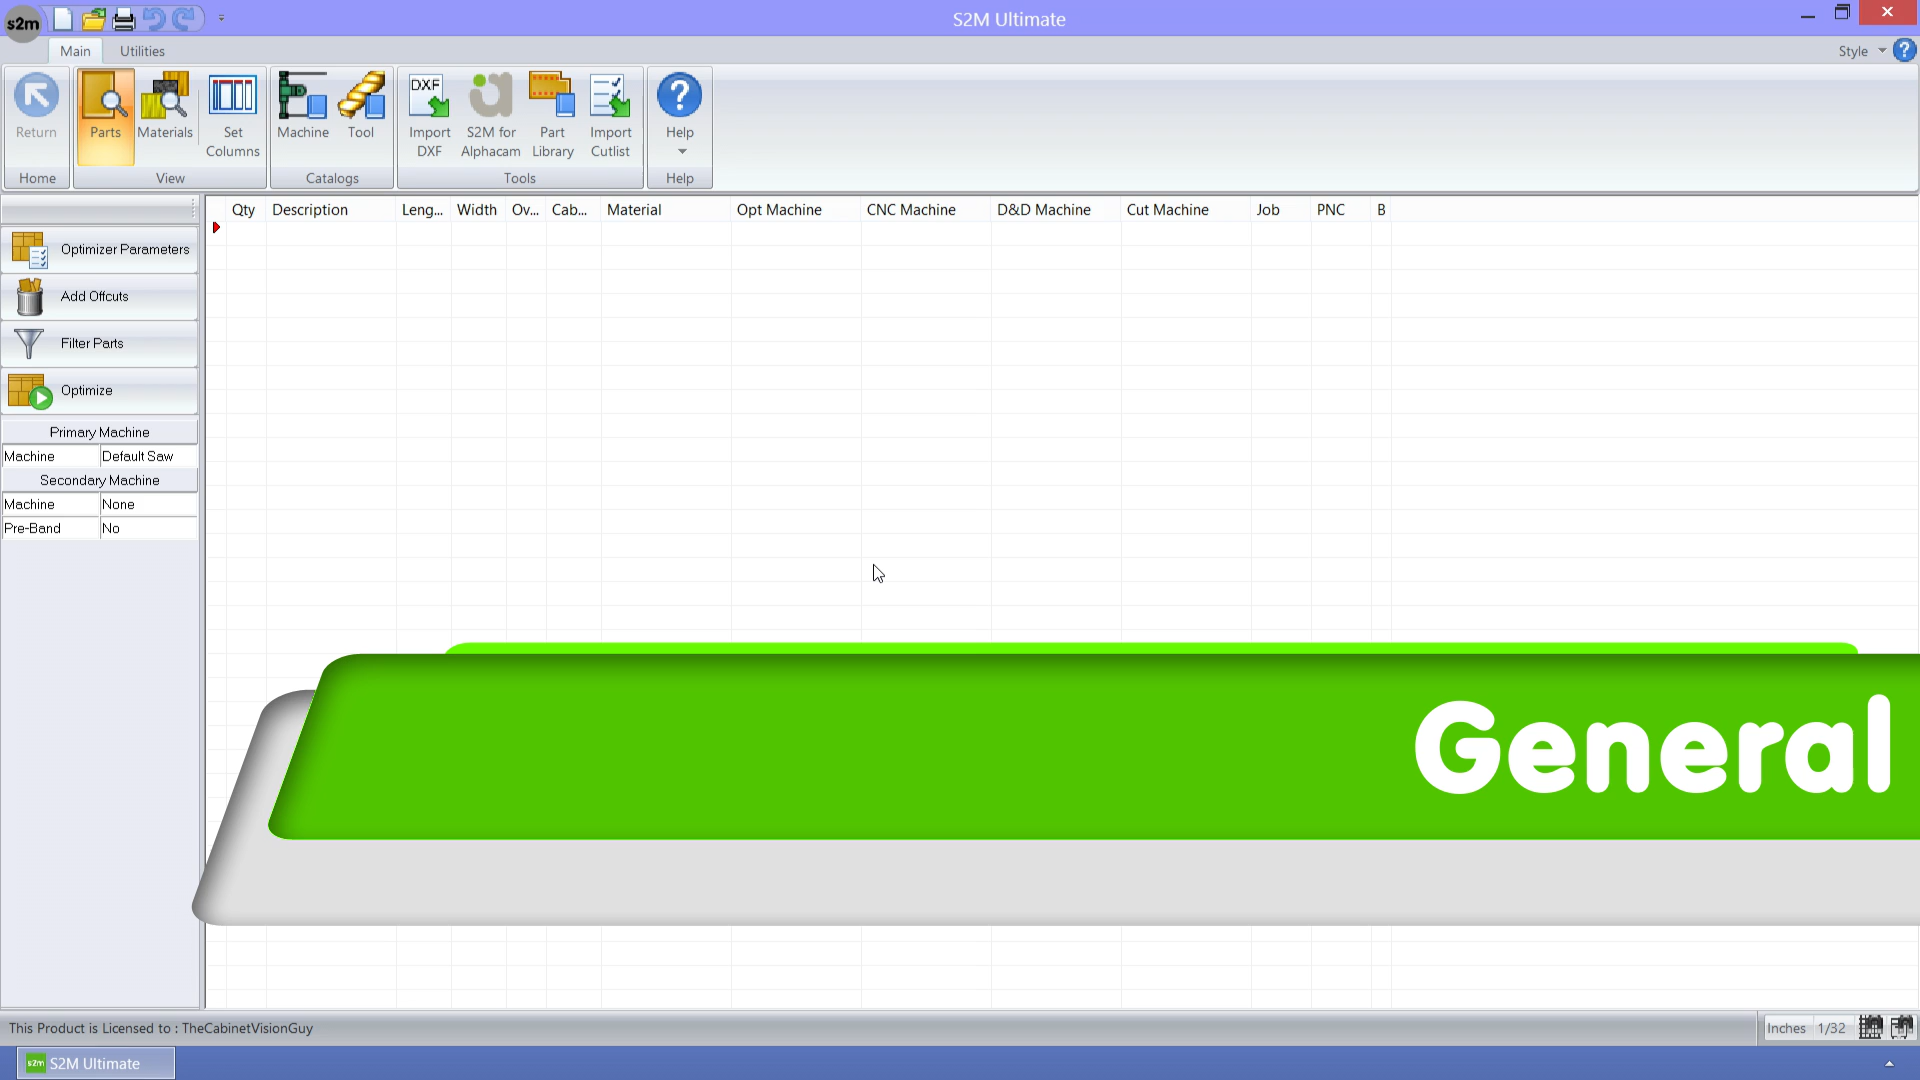 s2m
S2M Ultimate
Main Utilities
Style
Return
Parts
Materials
Set
Columns
Machine
Tool
DXF
Import
DXF
S2M for
Alphacam
Part
Library
Import
Cutlist
Help
Home
View
Catalogs
Tools
Help
Qty Description Leng... Width Ov... Cab... Material Opt Machine CNC Machine D&D Machine Cut Machine Job PNC B
Optimizer Parameters
Add Offcuts
Filter Parts
Optimize
Primary Machine
Machine Default Saw
Secondary Machine
Machine None
Pre-Band No
General
This Product is Licensed to : TheCabinetVisionGuy
Inches 1/32
s2m S2M Ultimate